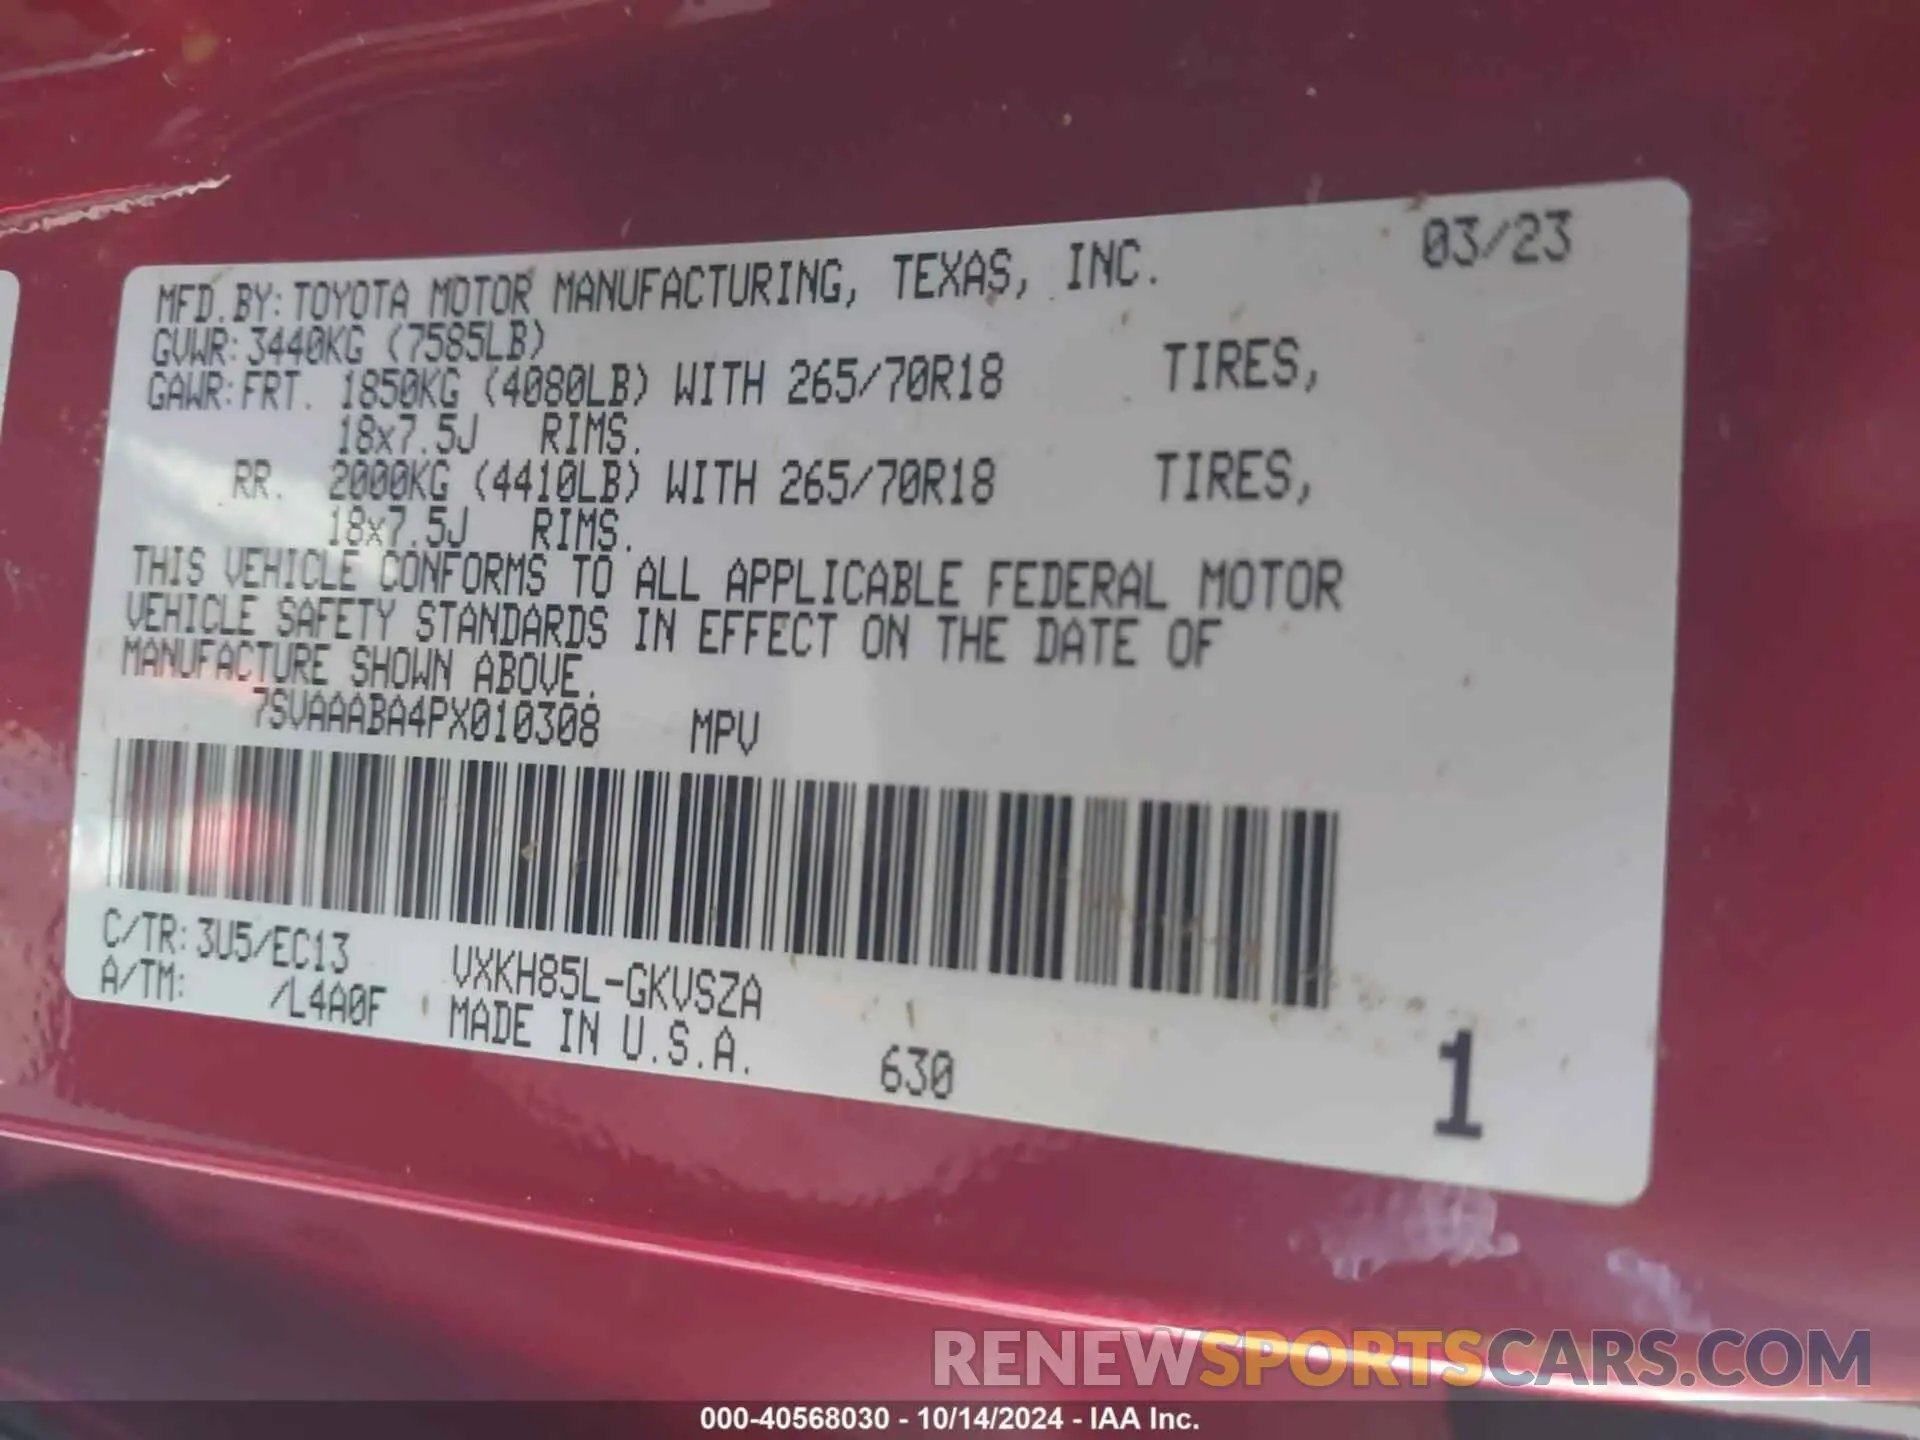 MFD.BY:TOYOTA MOTOR MANUFACTURING, TEXAS, INC. 03/23
GVWR:3440KG (7585LB)
GAWR:FRT. 1850KG (4080LB) WITH 265/70R18 TIRES,
18x7.5J RIMS.
RR. 2000KG (4410LB) WITH 265/70R18 TIRES,
18x7.5J RIMS.
THIS VEHICLE CONFORMS TO ALL APPLICABLE FEDERAL MOTOR
VEHICLE SAFETY STANDARDS IN EFFECT ON THE DATE OF
MANUFACTURE SHOWN ABOVE.
7SVAAABA4PX010308 MPV
C/TR:3U5/EC13 VXKH85L-GKVSZA
A/TM: /L4A0F MADE IN U.S.A. 630 1
RENEWSPORTSCARS.COM
000-40568030 - 10/14/2024 - IAA Inc.